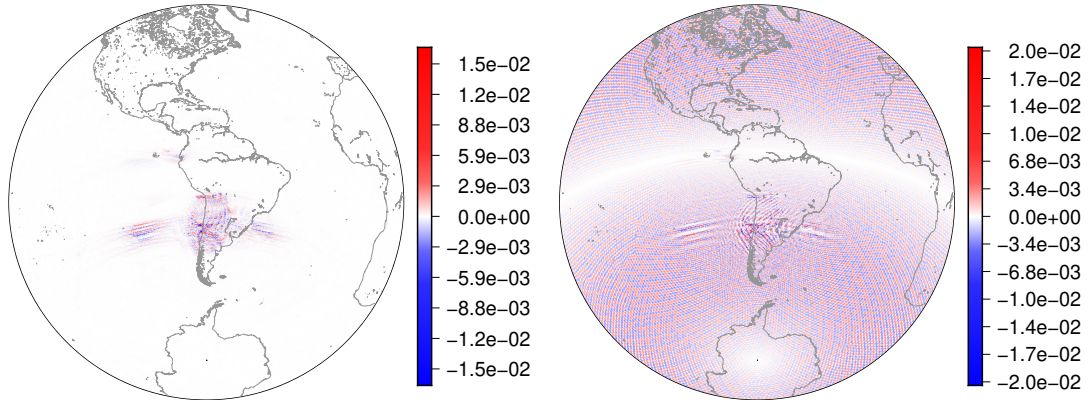 1.5e−02
1.2e−02
8.8e−03
5.9e−03
2.9e−03
0.0e+00
−2.9e−03
−5.9e−03
−8.8e−03
−1.2e−02
−1.5e−02
2.0e−02
1.7e−02
1.4e−02
1.0e−02
6.8e−03
3.4e−03
0.0e+00
−3.4e−03
−6.8e−03
−1.0e−02
−1.4e−02
−1.7e−02
−2.0e−02